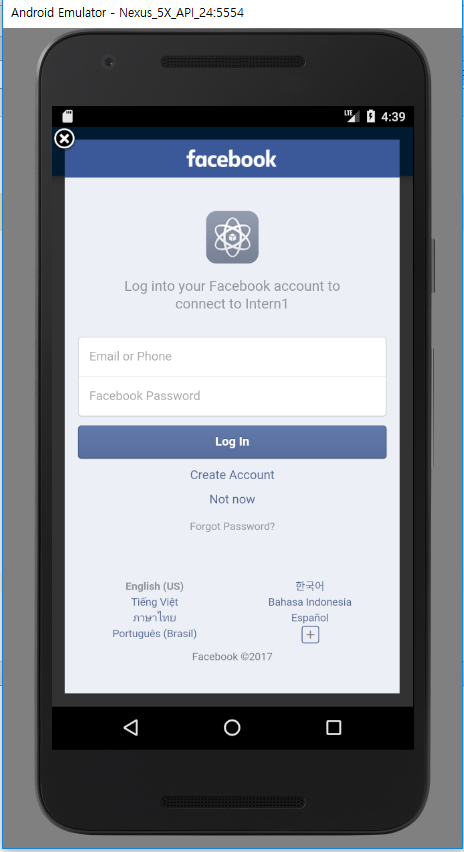 Android Emulator - Nexus_5X_API_24:5554
LTE 4:39
facebook
Log into your Facebook account to
connect to Intern1
Email or Phone
Facebook Password
Log In
Create Account
Not now
Forgot Password?
English (US) 한국어
Tiếng Việt Bahasa Indonesia
ภาษาไทย Español
Português (Brasil) +
Facebook ©2017